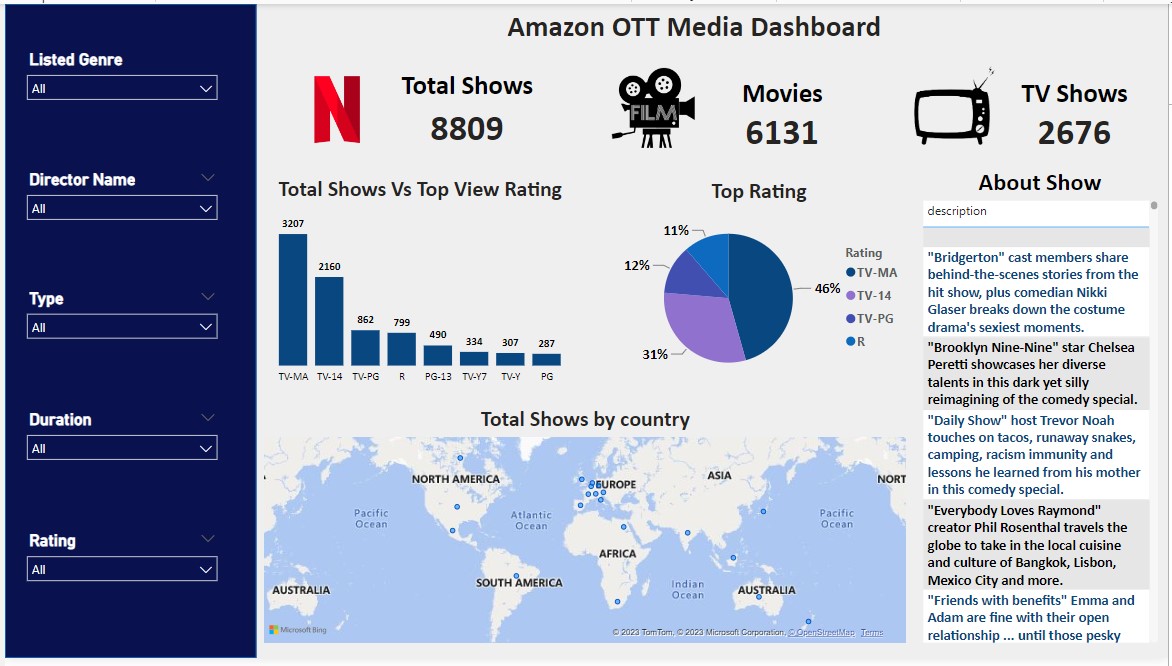 Amazon OTT Media Dashboard
Listed Genre
All
Director Name
All
Type
All
Duration
All
Rating
All
N
Total Shows
8809
FILM
Movies
6131
TV Shows
2676
Total Shows Vs Top View Rating
3207
2160
862
799
490
334
307
287
TV-MA TV-14 TV-PG R PG-13 TV-Y7 TV-Y PG
Top Rating
11%
12%
31%
46%
Rating
TV-MA
TV-14
TV-PG
R
About Show
description
"Bridgerton" cast members share
behind-the-scenes stories from the
hit show, plus comedian Nikki
Glaser breaks down the costume
drama's sexiest moments.
"Brooklyn Nine-Nine" star Chelsea
Peretti showcases her diverse
talents in this dark yet silly
reimagining of the comedy special.
"Daily Show" host Trevor Noah
touches on tacos, runaway snakes,
camping, racism immunity and
lessons he learned from his mother
in this comedy special.
"Everybody Loves Raymond"
creator Phil Rosenthal travels the
globe to take in the local cuisine
and culture of Bangkok, Lisbon,
Mexico City and more.
"Friends with benefits" Emma and
Adam are fine with their open
relationship ... until those pesky
Total Shows by country
NORTH AMERICA
EUROPE
ASIA
NORT
Pacific
Ocean
Atlantic
Ocean
Pacific
Ocean
AFRICA
SOUTH AMERICA
Indian
Ocean
AUSTRALIA
AUSTRALIA
Microsoft Bing
© 2023 TomTom, © 2023 Microsoft Corporation, © OpenStreetMap Terms